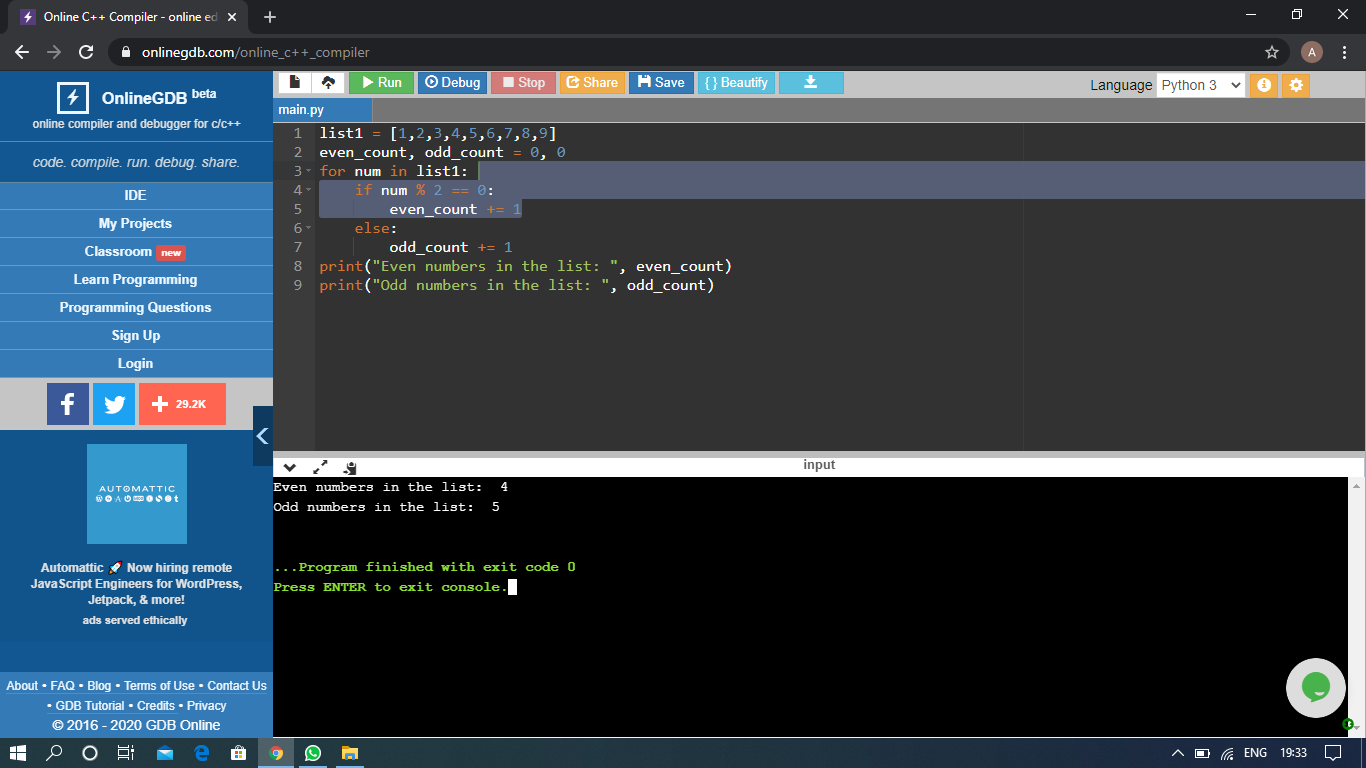 Online C++ Compiler - online ed
onlinegdb.com/online_c++_compiler
A
OnlineGDB beta
online compiler and debugger for c/c++
code. compile. run. debug. share.
IDE
My Projects
Classroom new
Learn Programming
Programming Questions
Sign Up
Login
29.2K
AUTOMATTIC
Automattic 🚀 Now hiring remote
JavaScript Engineers for WordPress,
Jetpack, & more!
ads served ethically
About • FAQ • Blog • Terms of Use • Contact Us
• GDB Tutorial • Credits • Privacy
© 2016 - 2020 GDB Online
Run Debug Stop Share Save { } Beautify
Language Python 3
main.py
1 list1 = [1,2,3,4,5,6,7,8,9]
2 even_count, odd_count = 0, 0
3 for num in list1:
4     if num % 2 == 0:
5         even_count += 1
6     else:
7         odd_count += 1
8 print("Even numbers in the list: ", even_count)
9 print("Odd numbers in the list: ", odd_count)
input
Even numbers in the list:  4
Odd numbers in the list:  5
...Program finished with exit code 0
Press ENTER to exit console.
ENG 19:33